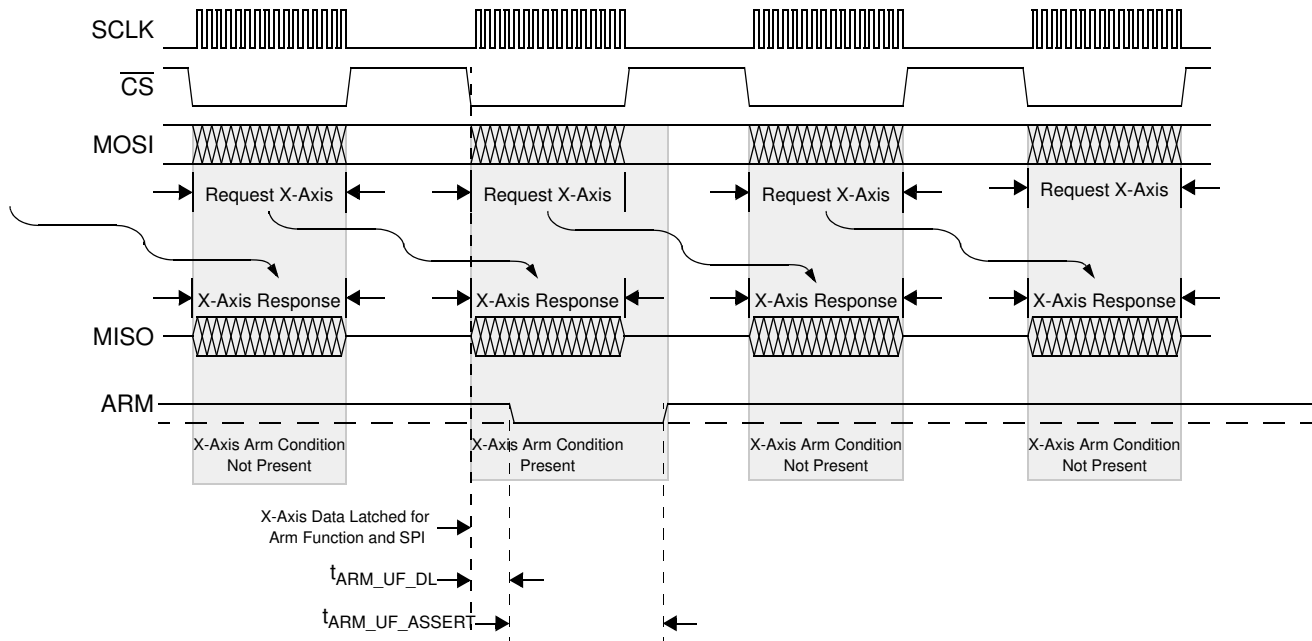 SCLK
CS
MOSI
Request X-Axis
Request X-Axis
Request X-Axis
Request X-Axis
X-Axis Response
X-Axis Response
X-Axis Response
X-Axis Response
MISO
ARM
X-Axis Arm Condition
Not Present
X-Axis Arm Condition
Present
X-Axis Arm Condition
Not Present
X-Axis Arm Condition
Not Present
X-Axis Data Latched for
Arm Function and SPI
tARM_UF_DL
tARM_UF_ASSERT